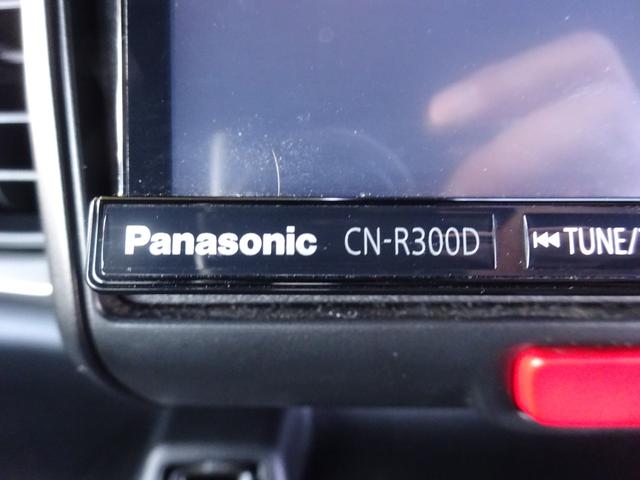 Panasonic CN-R300D ⏮ TUNE/